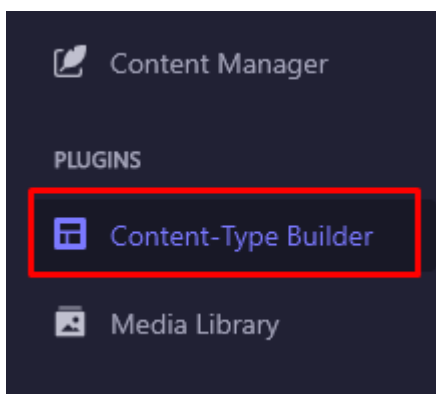 Content Manager
PLUGINS
Content-Type Builder
Media Library